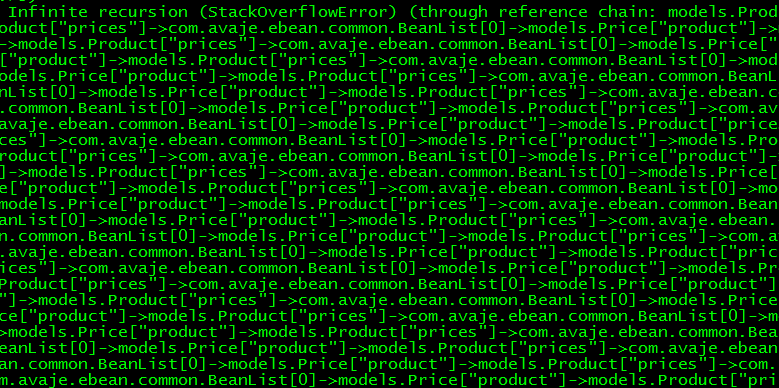 Infinite recursion (StackOverflowError) (through reference chain: models.Prod
oduct["prices"]->com.avaje.ebean.common.BeanList[0]->models.Price["product"]->
->models.Product["prices"]->com.avaje.ebean.common.BeanList[0]->models.Price["
["product"]->models.Product["prices"]->com.avaje.ebean.common.BeanList[0]->mod
odels.Price["product"]->models.Product["prices"]->com.avaje.ebean.common.BeanL
nList[0]->models.Price["product"]->models.Product["prices"]->com.avaje.ebean.c
.common.BeanList[0]->models.Price["product"]->models.Product["prices"]->com.av
avaje.ebean.common.BeanList[0]->models.Price["product"]->models.Product["price
ces"]->com.avaje.ebean.common.BeanList[0]->models.Price["product"]->models.Pro
roduct["prices"]->com.avaje.ebean.common.BeanList[0]->models.Price["product"]-
]->models.Product["prices"]->com.avaje.ebean.common.BeanList[0]->models.Price[
e["product"]->models.Product["prices"]->com.avaje.ebean.common.BeanList[0]->mo
models.Price["product"]->models.Product["prices"]->com.avaje.ebean.common.Bean
anList[0]->models.Price["product"]->models.Product["prices"]->com.avaje.ebean.
n.common.BeanList[0]->models.Price["product"]->models.Product["prices"]->com.a
.avaje.ebean.common.BeanList[0]->models.Price["product"]->models.Product["pric
ices"]->com.avaje.ebean.common.BeanList[0]->models.Price["product"]->models.Pr
Product["prices"]->com.avaje.ebean.common.BeanList[0]->models.Price["product"]
"]->models.Product["prices"]->com.avaje.ebean.common.BeanList[0]->models.Price
ce["product"]->models.Product["prices"]->com.avaje.ebean.common.BeanList[0]->m
>models.Price["product"]->models.Product["prices"]->com.avaje.ebean.common.Bea
eanList[0]->models.Price["product"]->models.Product["prices"]->com.avaje.ebean
an.common.BeanList[0]->models.Price["product"]->models.Product["prices"]->com
m.avaje.ebean.common.BeanList[0]->models.Price["product"]->models.Product["pri